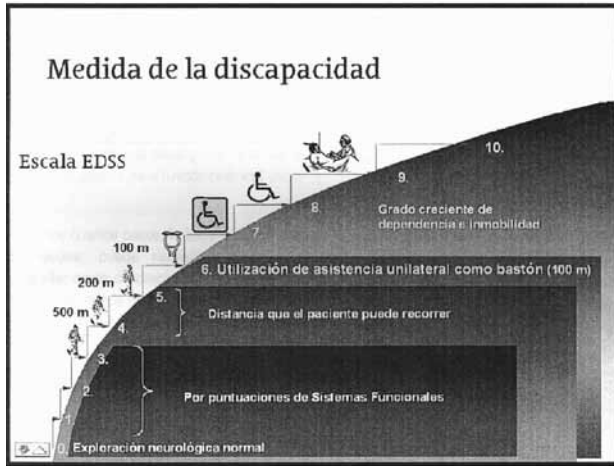 Medida de la discapacidad
Escala EDSS
10.
9.
8.
Grado creciente de
dependencia e inmobilidad
7.
100 m
6. Utilización de asistencia unilateral como bastón (100 m)
200 m
5.
500 m
Distancia que el paciente puede recorrer
4.
3.
2.
Por puntuaciones de Sistemas Funcionales
1.
0. Exploración neurológica normal